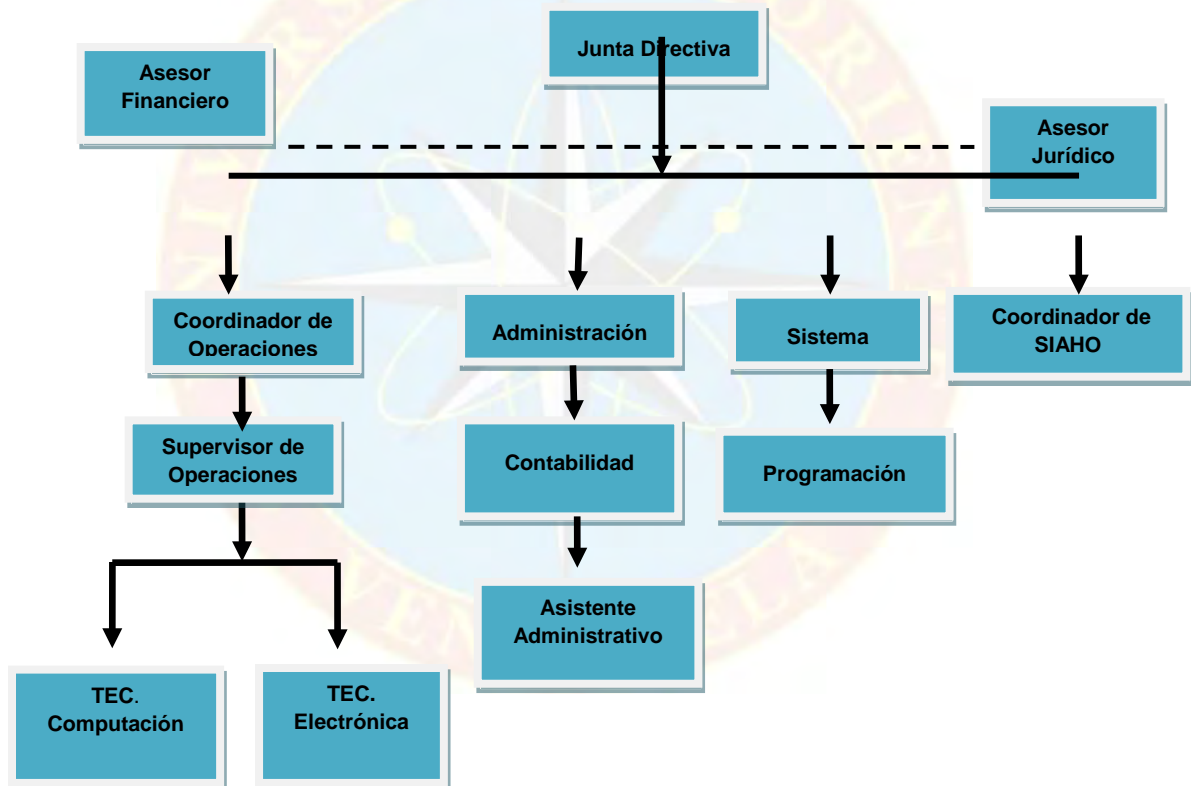 Junta Directiva
Asesor
Financiero
Asesor
Jurídico
Coordinador de
Operaciones
Administración
Sistema
Coordinador de
SIAHO
Supervisor de
Operaciones
Contabilidad
Programación
Asistente
Administrativo
TEC.
Computación
TEC.
Electrónica